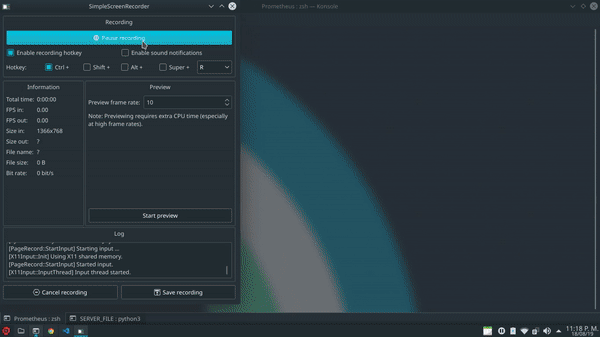 SimpleScreenRecorder
Prometheus : zsh — Konsole
Recording
Pause recording
Enable recording hotkey
Enable sound notifications
Hotkey:
Ctrl +
Shift +
Alt +
Super +
R
Information
Total time: 0:00:00
FPS in: 0.00
FPS out: 0.00
Size in: 1366x768
Size out: ?
File name: ?
File size: 0 B
Bit rate: 0 bit/s
Preview
Preview frame rate: 10
Note: Previewing requires extra CPU time (especially
at high frame rates).
Start preview
Log
[PageRecord::StartInput] Starting input ...
[X11Input::Init] Using X11 shared memory.
[PageRecord::StartInput] Started input.
[X11Input::InputThread] Input thread started.
Cancel recording
Save recording
Prometheus : zsh
SERVER_FILE : python3
11:18 P. M.
18/08/19